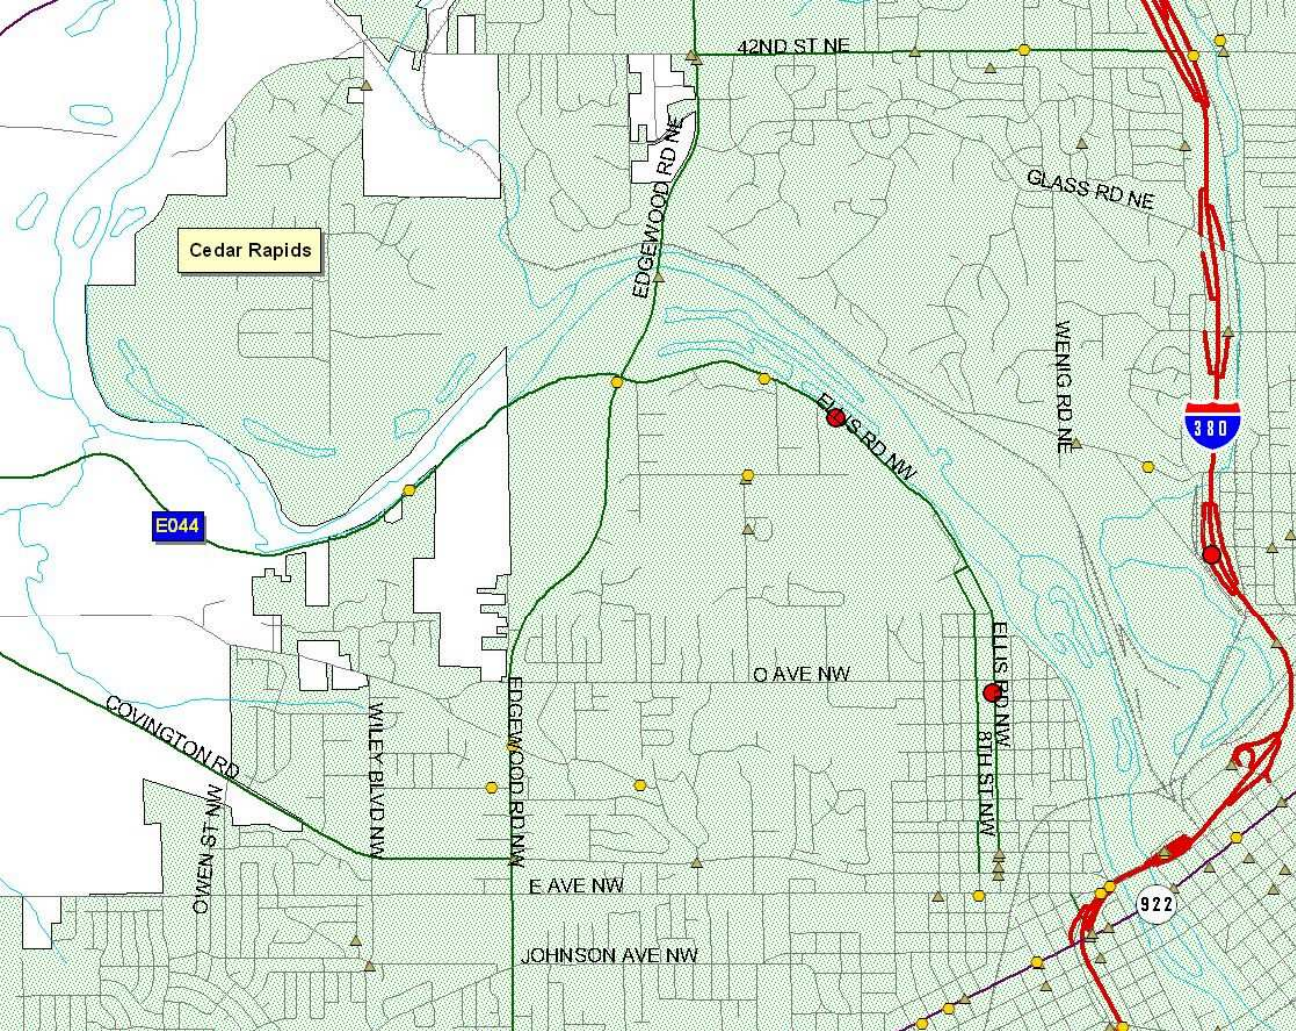 42ND ST NE
EDGEWOOD RD NE
GLASS RD NE
Cedar Rapids
WENIG RD NE
ELLIS RD NW
380
E044
O AVE NW
ELLIS RD NW
COVINGTON RD
WILEY BLVD NW
EDGEWOOD RD NW
8TH ST NW
OWEN ST NW
E AVE NW
922
JOHNSON AVE NW